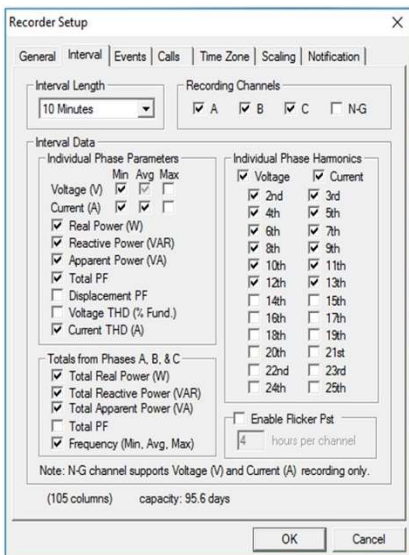 Recorder Setup
General Interval Events Calls Time Zone Scaling Notification
Interval Length
10 Minutes
Recording Channels
A B C N-G
Interval Data
Individual Phase Parameters
Min Avg Max
Voltage (V)
Current (A)
Real Power (W)
Reactive Power (VAR)
Apparent Power (VA)
Total PF
Displacement PF
Voltage THD (% Fund.)
Current THD (A)
Totals from Phases A, B, & C
Total Real Power (W)
Total Reactive Power (VAR)
Total Apparent Power (VA)
Total PF
Frequency (Min, Avg, Max)
Individual Phase Harmonics
Voltage Current
2nd 3rd
4th 5th
6th 7th
8th 9th
10th 11th
12th 13th
14th 15th
16th 17th
18th 19th
20th 21st
22nd 23rd
24th 25th
Enable Flicker Pst
4 hours per channel
Note: N-G channel supports Voltage (V) and Current (A) recording only.
(105 columns) capacity: 95.6 days
OK Cancel